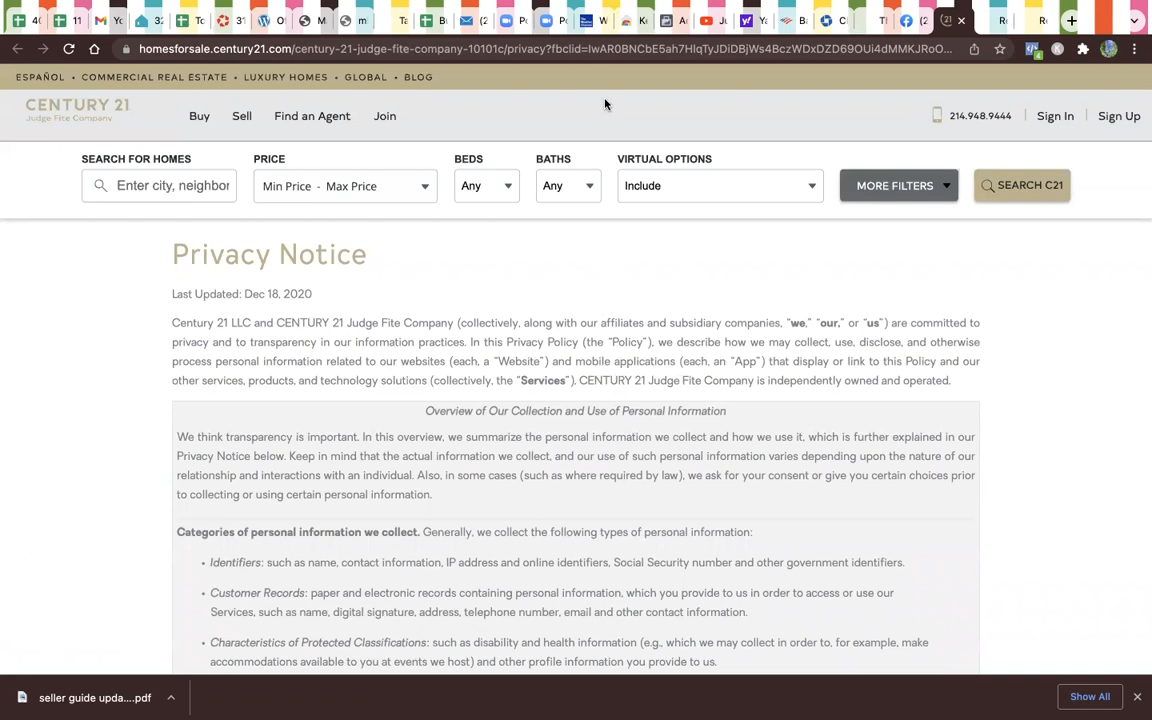 40
11
Yo
32
To
31
O
M
m
Ta
B
(2
Po
Po
W
K
A
Ju
Ya
B
C
Tl
(2
(21
R
R
homesforsale.century21.com/century-21-judge-fite-company-10101c/privacy?fbclid=IwAR0BNCbE5ah7HlqTyJDiDBjWs4BczWDxDZD69OUi4dMMKJRoO...
ESPAÑOL • COMMERCIAL REAL ESTATE • LUXURY HOMES • GLOBAL • BLOG
CENTURY 21
Judge Fite Company
Buy Sell Find an Agent Join
214.948.9444 Sign In Sign Up
SEARCH FOR HOMES PRICE BEDS BATHS VIRTUAL OPTIONS
Enter city, neighbor Min Price - Max Price Any Any Include MORE FILTERS SEARCH C21
Privacy Notice
Last Updated: Dec 18, 2020
Century 21 LLC and CENTURY 21 Judge Fite Company (collectively, along with our affiliates and subsidiary companies, “we,” “our,” or “us”) are committed to
privacy and to transparency in our information practices. In this Privacy Policy (the “Policy”), we describe how we may collect, use, disclose, and otherwise
process personal information related to our websites (each, a “Website”) and mobile applications (each, an “App”) that display or link to this Policy and our
other services, products, and technology solutions (collectively, the “Services”). CENTURY 21 Judge Fite Company is independently owned and operated.
Overview of Our Collection and Use of Personal Information
We think transparency is important. In this overview, we summarize the personal information we collect and how we use it, which is further explained in our
Privacy Notice below. Keep in mind that the actual information we collect, and our use of such personal information varies depending upon the nature of our
relationship and interactions with an individual. Also, in some cases (such as where required by law), we ask for your consent or give you certain choices prior
to collecting or using certain personal information.
Categories of personal information we collect. Generally, we collect the following types of personal information:
• Identifiers: such as name, contact information, IP address and online identifiers, Social Security number and other government identifiers.
• Customer Records: paper and electronic records containing personal information, which you provide to us in order to access or use our
Services, such as name, digital signature, address, telephone number, email and other contact information.
• Characteristics of Protected Classifications: such as disability and health information (e.g., which we may collect in order to, for example, make
accommodations available to you at events we host) and other profile information you provide to us.
seller guide upda....pdf
Show All